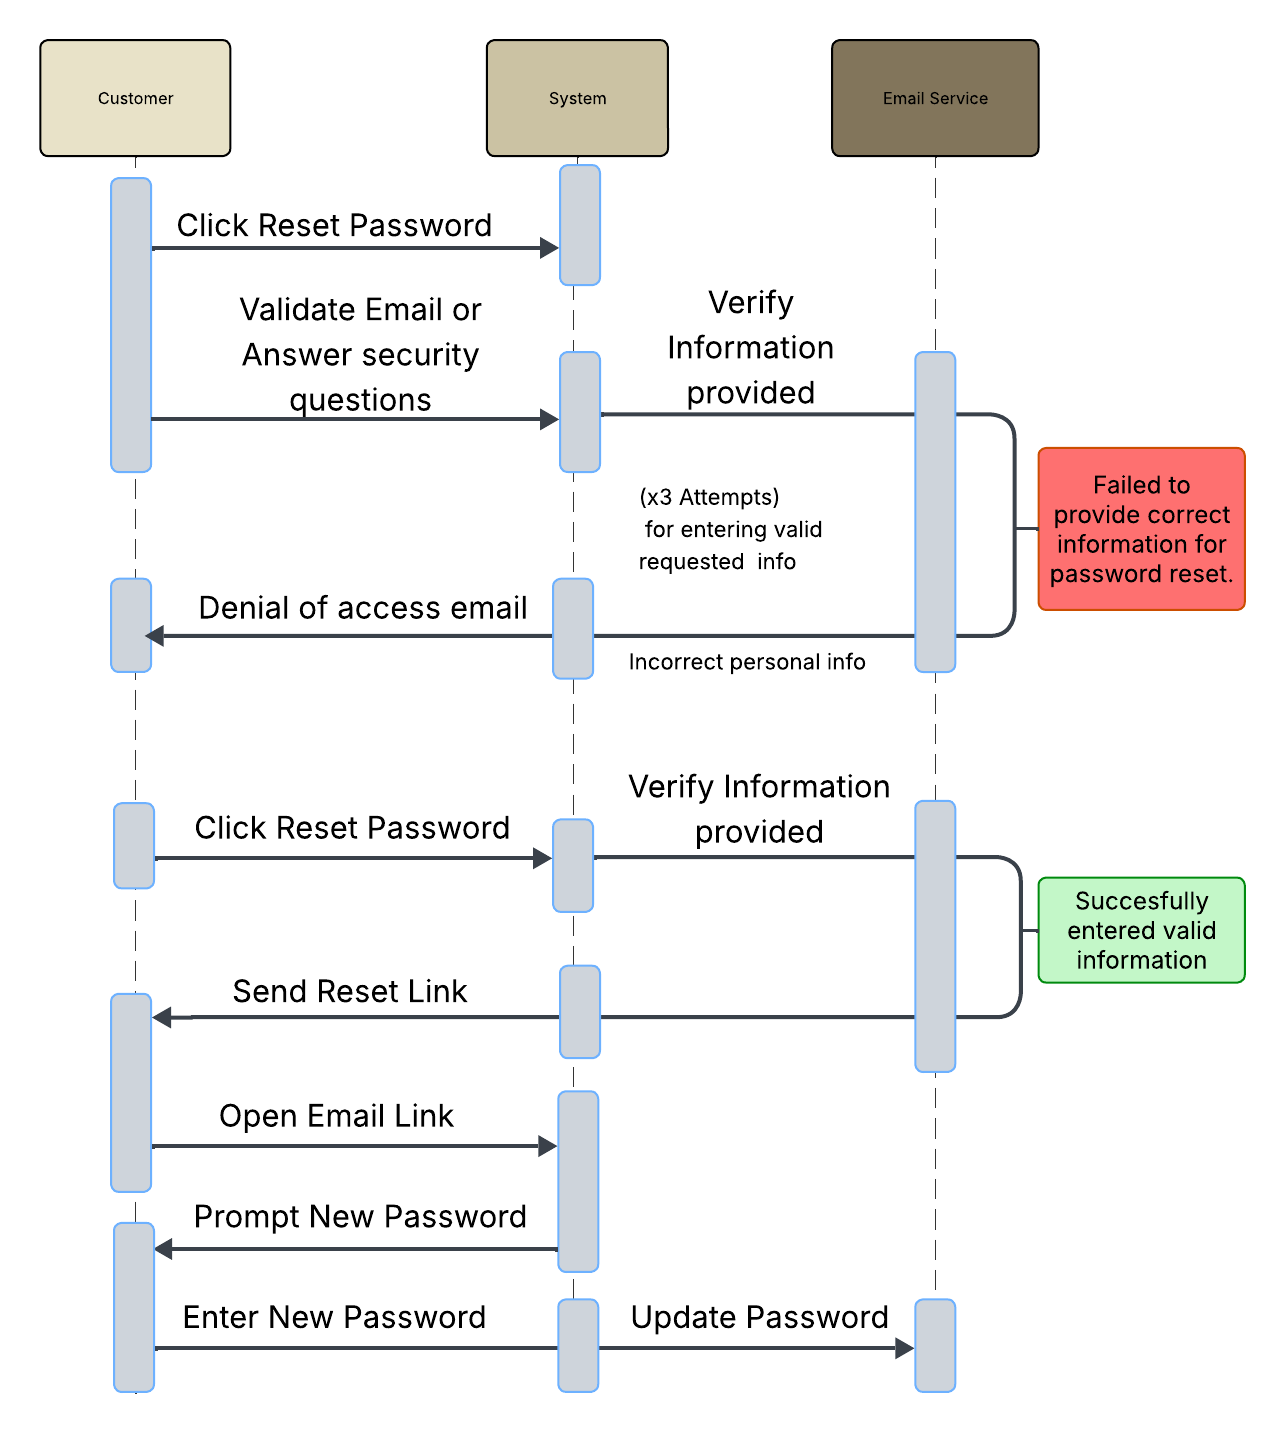 Customer
System
Email Service
Click Reset Password
Validate Email or
Answer security
questions
Verify
Information
provided
(x3 Attempts)
for entering valid
requested  info
Failed to
provide correct
information for
password reset.
Denial of access email
Incorrect personal info
Click Reset Password
Verify Information
provided
Succesfully
entered valid
information
Send Reset Link
Open Email Link
Prompt New Password
Enter New Password
Update Password